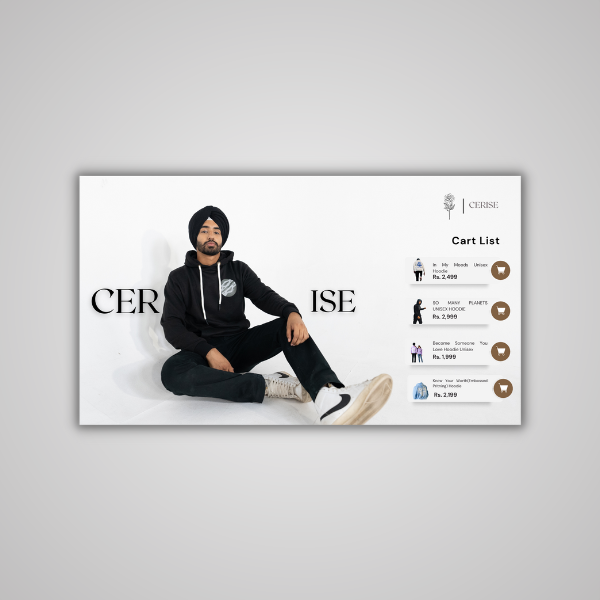 CERISE
Cart List
In My Moods Unisex
Hoodie
Rs. 2,499
CER ISE
SO MANY PLANETS
UNISEX HOODIE
Rs. 2,999
Become Someone You
Love Hoodie Unisex
Rs. 1,999
Know Your Worth(Embossed
Printing) Hoodie
Rs. 2,199